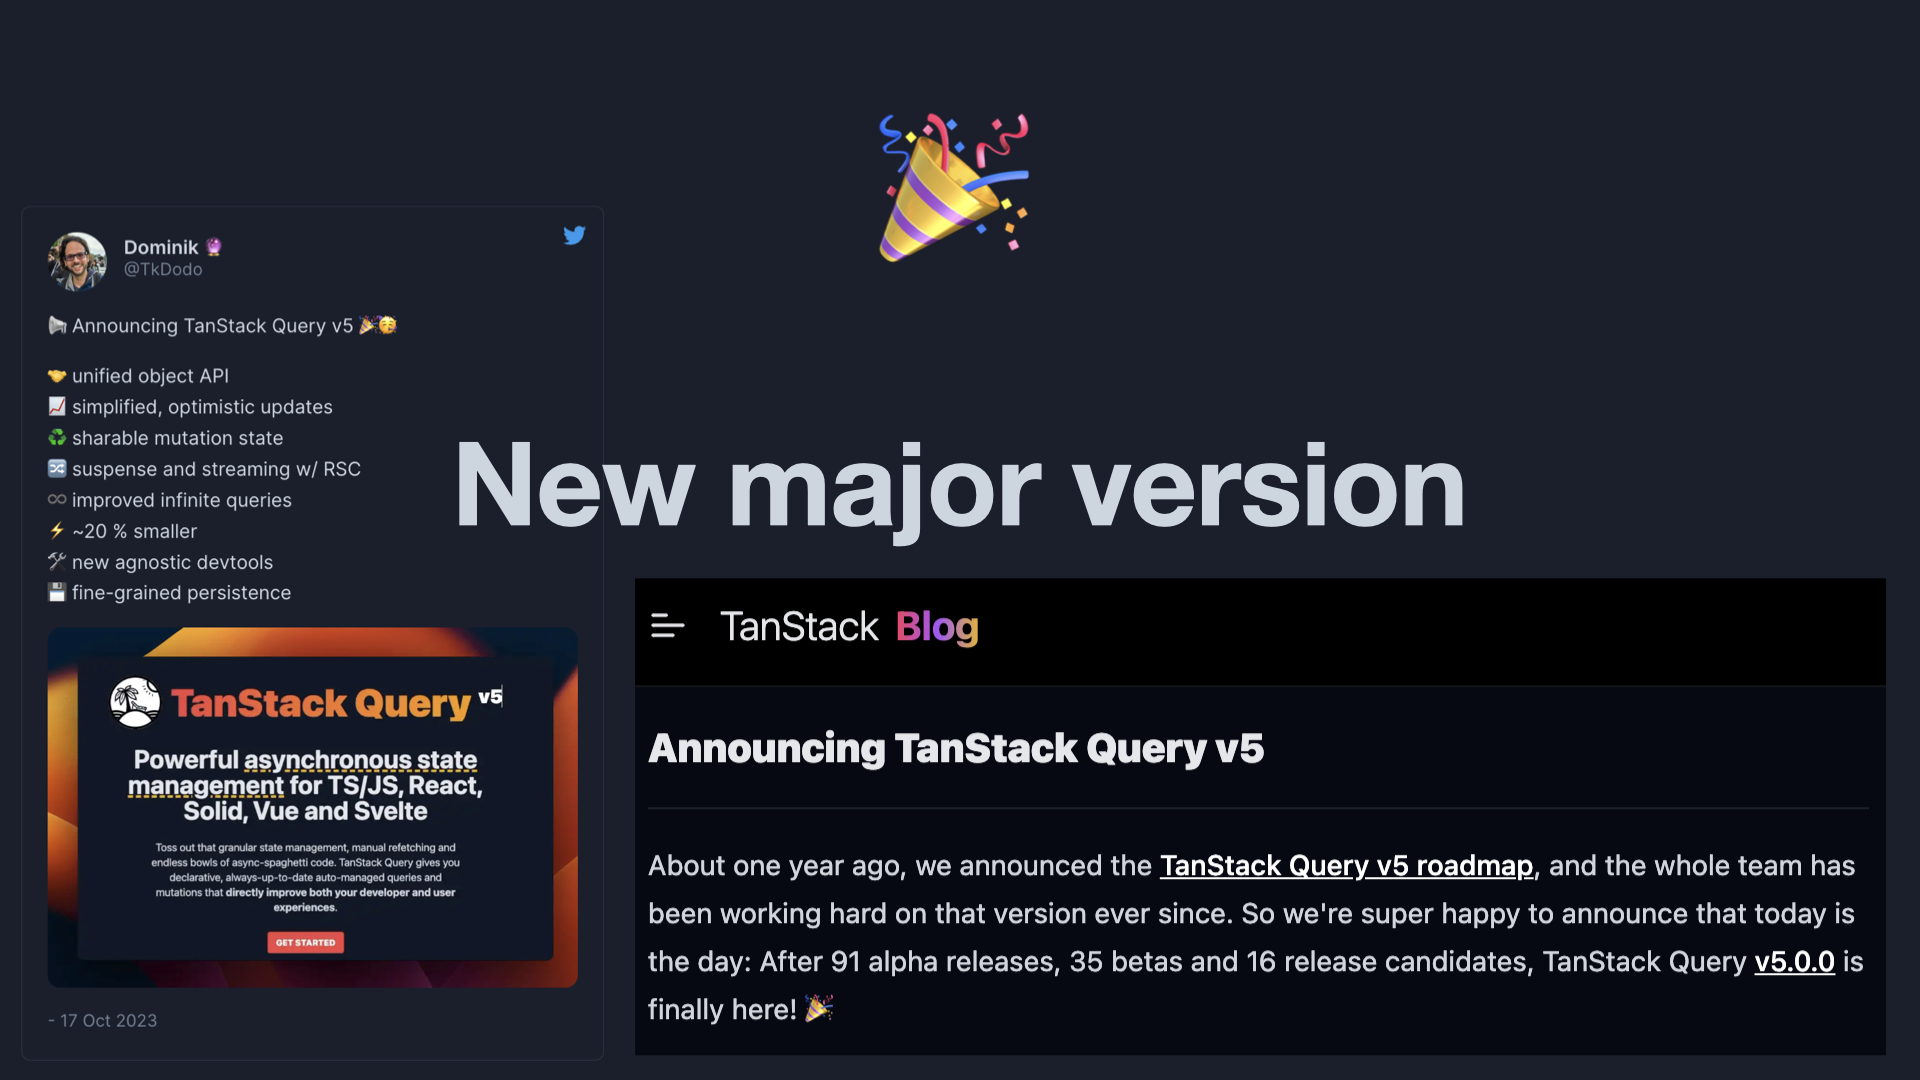 New major version
Dominik 🔮
@TkDodo
📢 Announcing TanStack Query v5 🎉🥳
🤝 unified object API
📈 simplified, optimistic updates
♻️ sharable mutation state
🔀 suspense and streaming w/ RSC
♾ improved infinite queries
⚡ ~20 % smaller
🛠 new agnostic devtools
💾 fine-grained persistence
TanStack Query v5
Powerful asynchronous state
management for TS/JS, React,
Solid, Vue and Svelte
Toss out that granular state management, manual refetching and
endless bowls of async-spaghetti code. TanStack Query gives you
declarative, always-up-to-date auto-managed queries and
mutations that directly improve both your developer and user
experiences.
GET STARTED
- 17 Oct 2023
TanStack Blog
Announcing TanStack Query v5
About one year ago, we announced the TanStack Query v5 roadmap, and the whole team has
been working hard on that version ever since. So we're super happy to announce that today is
the day: After 91 alpha releases, 35 betas and 16 release candidates, TanStack Query v5.0.0 is
finally here! 🎉